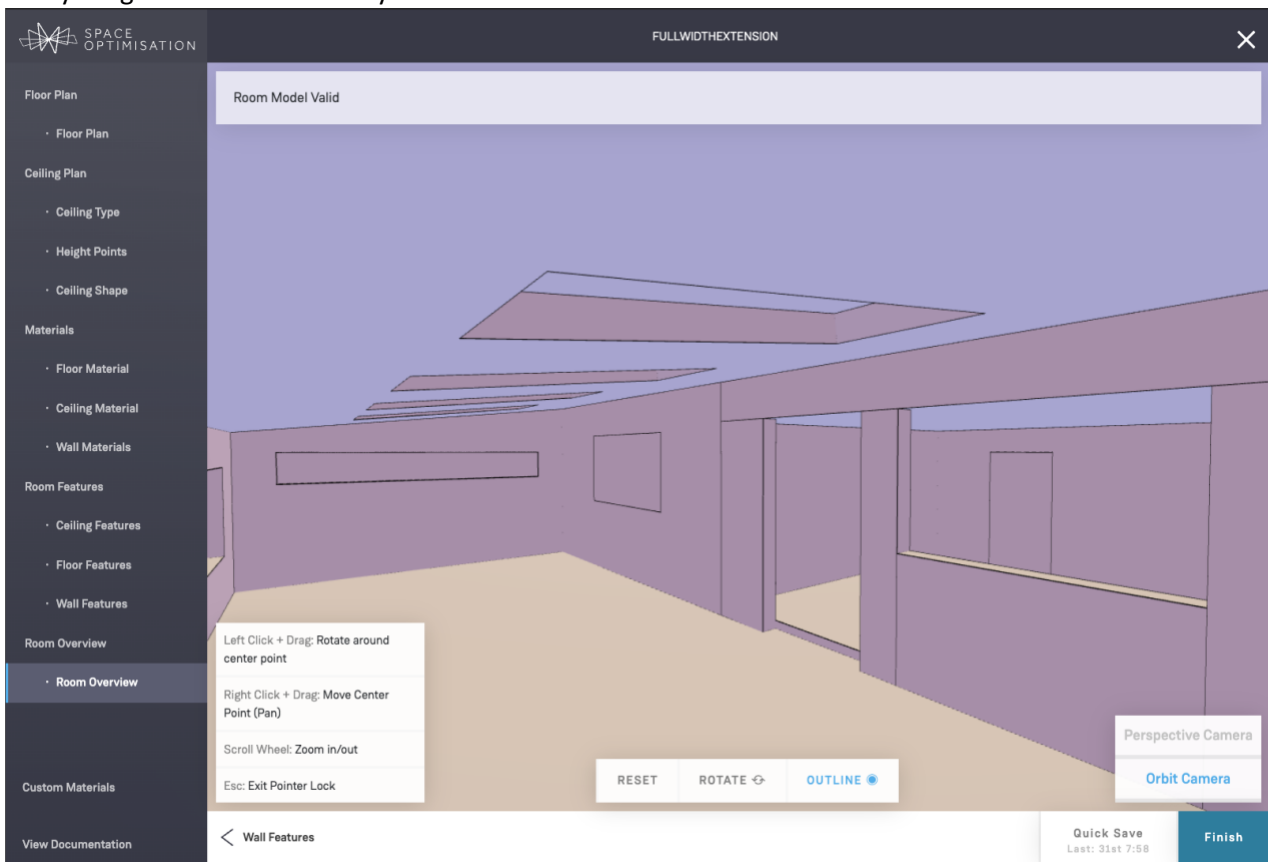 SPACE
OPTIMISATION
FULLWIDTHEXTENSION
Floor Plan
· Floor Plan
Ceiling Plan
· Ceiling Type
· Height Points
· Ceiling Shape
Materials
· Floor Material
· Ceiling Material
· Wall Materials
Room Features
· Ceiling Features
· Floor Features
· Wall Features
Room Overview
· Room Overview
Custom Materials
View Documentation
Room Model Valid
Left Click + Drag: Rotate around
center point
Right Click + Drag: Move Center
Point (Pan)
Scroll Wheel: Zoom in/out
Esc: Exit Pointer Lock
RESET ROTATE OUTLINE
Perspective Camera
Orbit Camera
Wall Features
Quick Save
Last: 31st 7:58
Finish